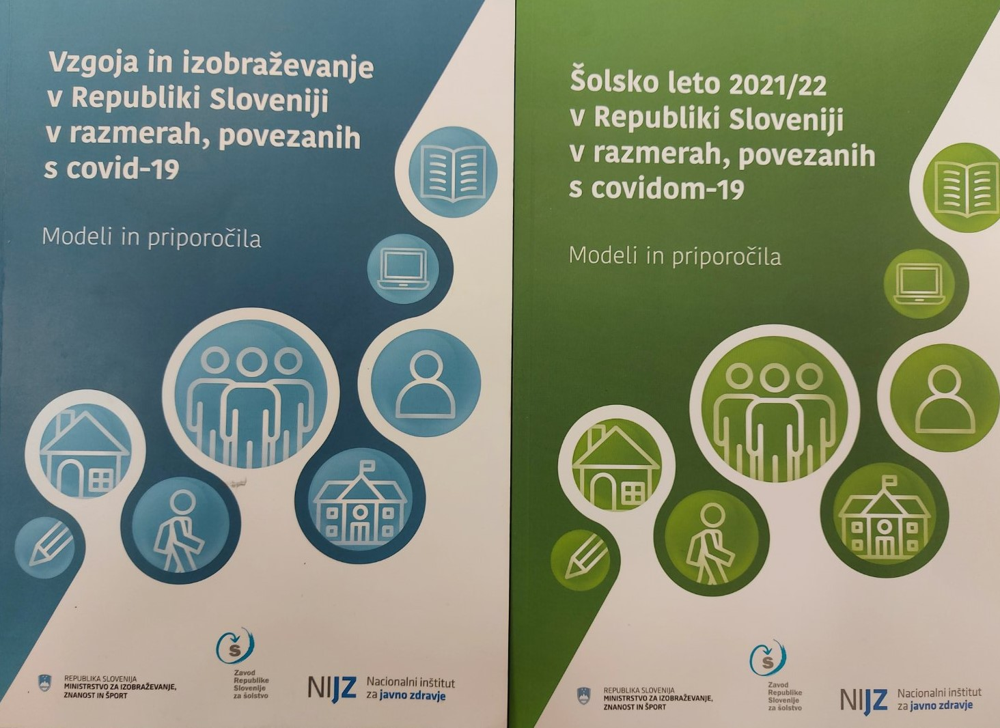 Vzgoja in izobraževanje
v Republiki Sloveniji
v razmerah, povezanih
s covid-19
Modeli in priporočila
REPUBLIKA SLOVENIJA
MINISTRSTVO ZA IZOBRAŽEVANJE,
ZNANOST IN ŠPORT
Š
Zavod
Republike
Slovenije
za šolstvo
NIJZ
Nacionalni inštitut
za javno zdravje
Šolsko leto 2021/22
v Republiki Sloveniji
v razmerah, povezanih
s covidom-19
Modeli in priporočila
REPUBLIKA SLOVENIJA
MINISTRSTVO ZA IZOBRAŽEVANJE,
ZNANOST IN ŠPORT
Š
Zavod
Republike
Slovenije
za šolstvo
NIJZ
Nacionalni inštitut
za javno zdravje